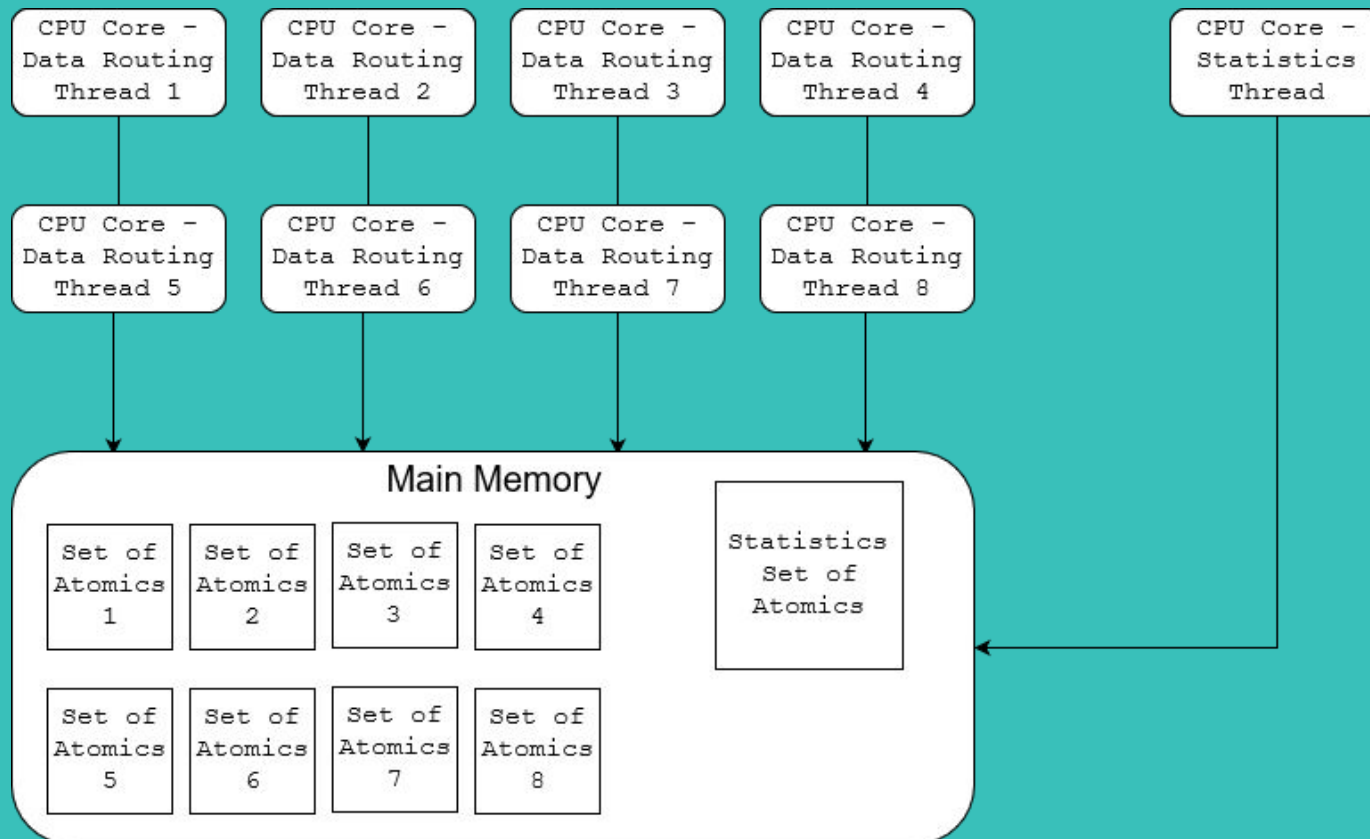 CPU Core –
Data Routing
Thread 1
CPU Core –
Data Routing
Thread 2
CPU Core –
Data Routing
Thread 3
CPU Core –
Data Routing
Thread 4
CPU Core –
Statistics
Thread
CPU Core –
Data Routing
Thread 5
CPU Core –
Data Routing
Thread 6
CPU Core –
Data Routing
Thread 7
CPU Core –
Data Routing
Thread 8
Main Memory
Set of
Atomics
1
Set of
Atomics
2
Set of
Atomics
3
Set of
Atomics
4
Statistics
Set of
Atomics
Set of
Atomics
5
Set of
Atomics
6
Set of
Atomics
7
Set of
Atomics
8